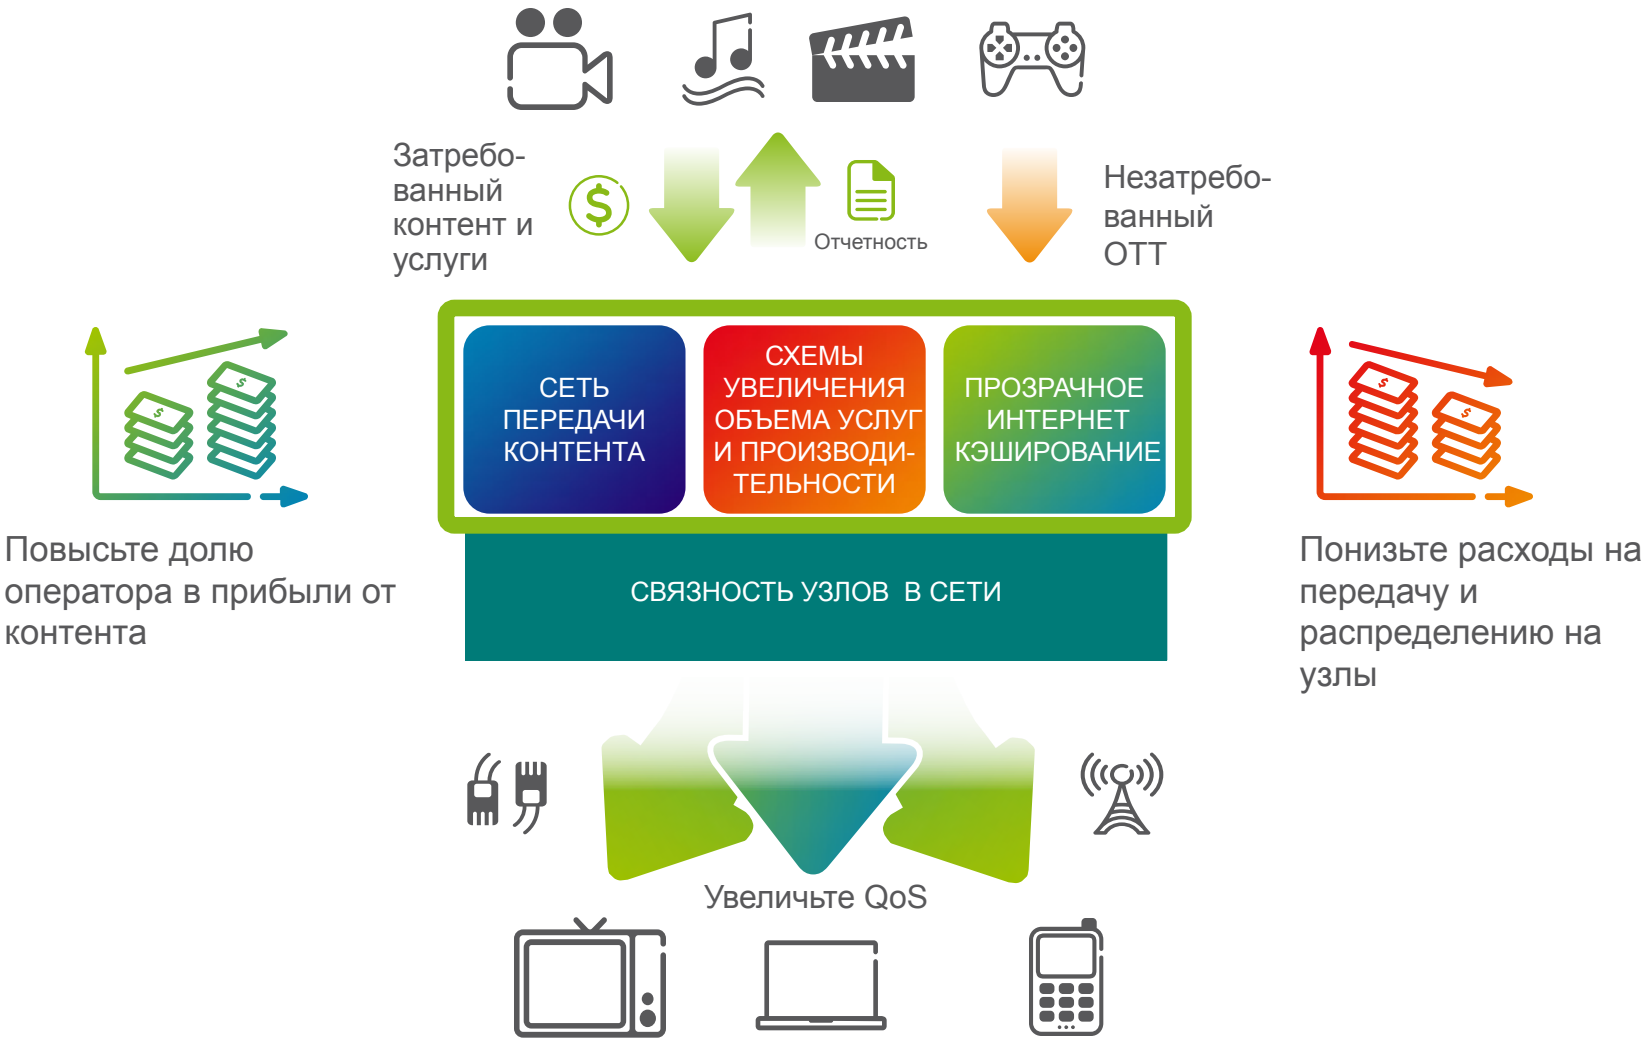 Затребо-
ванный
контент и
услуги
$
Отчетность
Незатребо-
ванный
ОТТ
СЕТЬ
ПЕРЕДАЧИ
КОНТЕНТА
СХЕМЫ
УВЕЛИЧЕНИЯ
ОБЪЕМА УСЛУГ
И ПРОИЗВОДИ-
ТЕЛЬНОСТИ
ПРОЗРАЧНОЕ
ИНТЕРНЕТ
КЭШИРОВАНИЕ
$
$
$
$
Повысьте долю
оператора в прибыли от
контента
СВЯЗНОСТЬ УЗЛОВ В СЕТИ
Понизьте расходы на
передачу и
распределению на
узлы
Увеличьте QoS